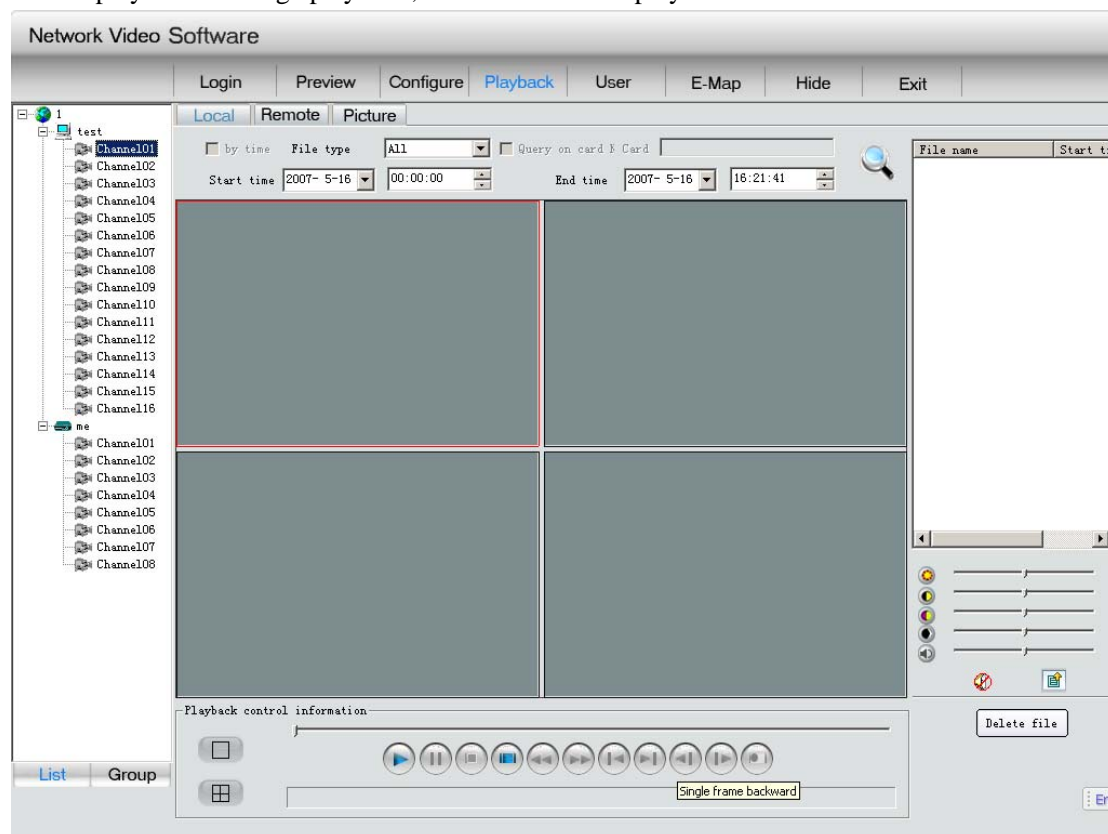 Network Video Software
Login Preview Configure Playback User E-Map Hide Exit
1
test
Channel01
Channel02
Channel03
Channel04
Channel05
Channel06
Channel07
Channel08
Channel09
Channel10
Channel11
Channel12
Channel13
Channel14
Channel15
Channel16
me
Channel01
Channel02
Channel03
Channel04
Channel05
Channel06
Channel07
Channel08
List Group
Local Remote Picture
by time File type All Query on card N Card
Start time 2007- 5-16 00:00:00 End time 2007- 5-16 16:21:41
File name Start t
Playback control information
Single frame backward
Delete file